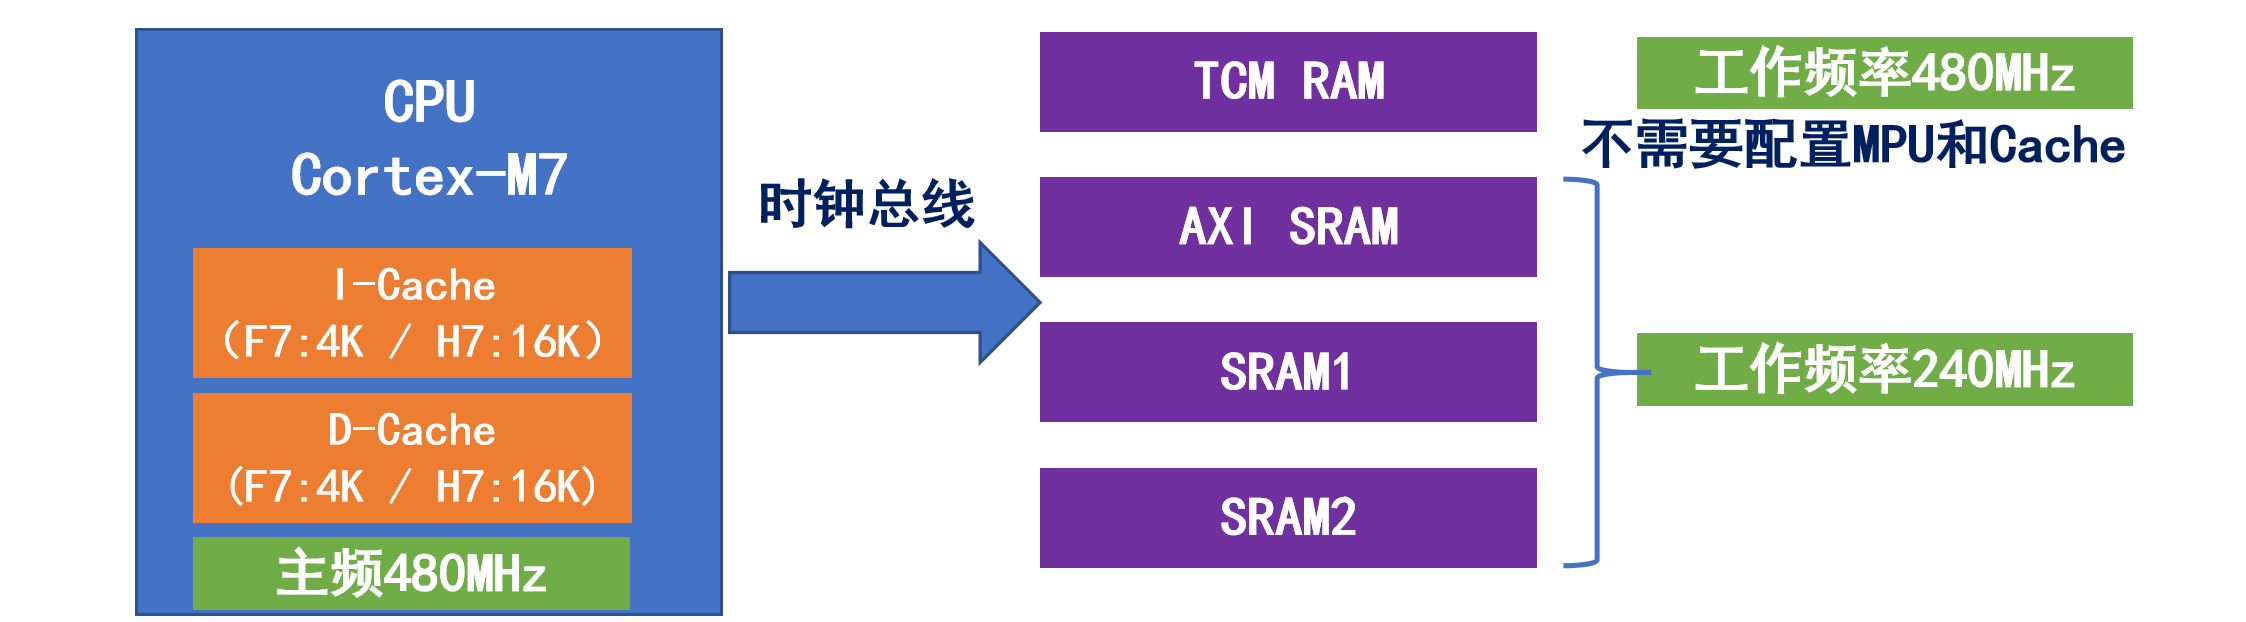 CPU
Cortex-M7
I-Cache
（F7:4K / H7:16K）
D-Cache
(F7:4K / H7:16K)
主频480MHz
时钟总线
TCM RAM
AXI SRAM
SRAM1
SRAM2
工作频率480MHz
不需要配置MPU和Cache
工作频率240MHz